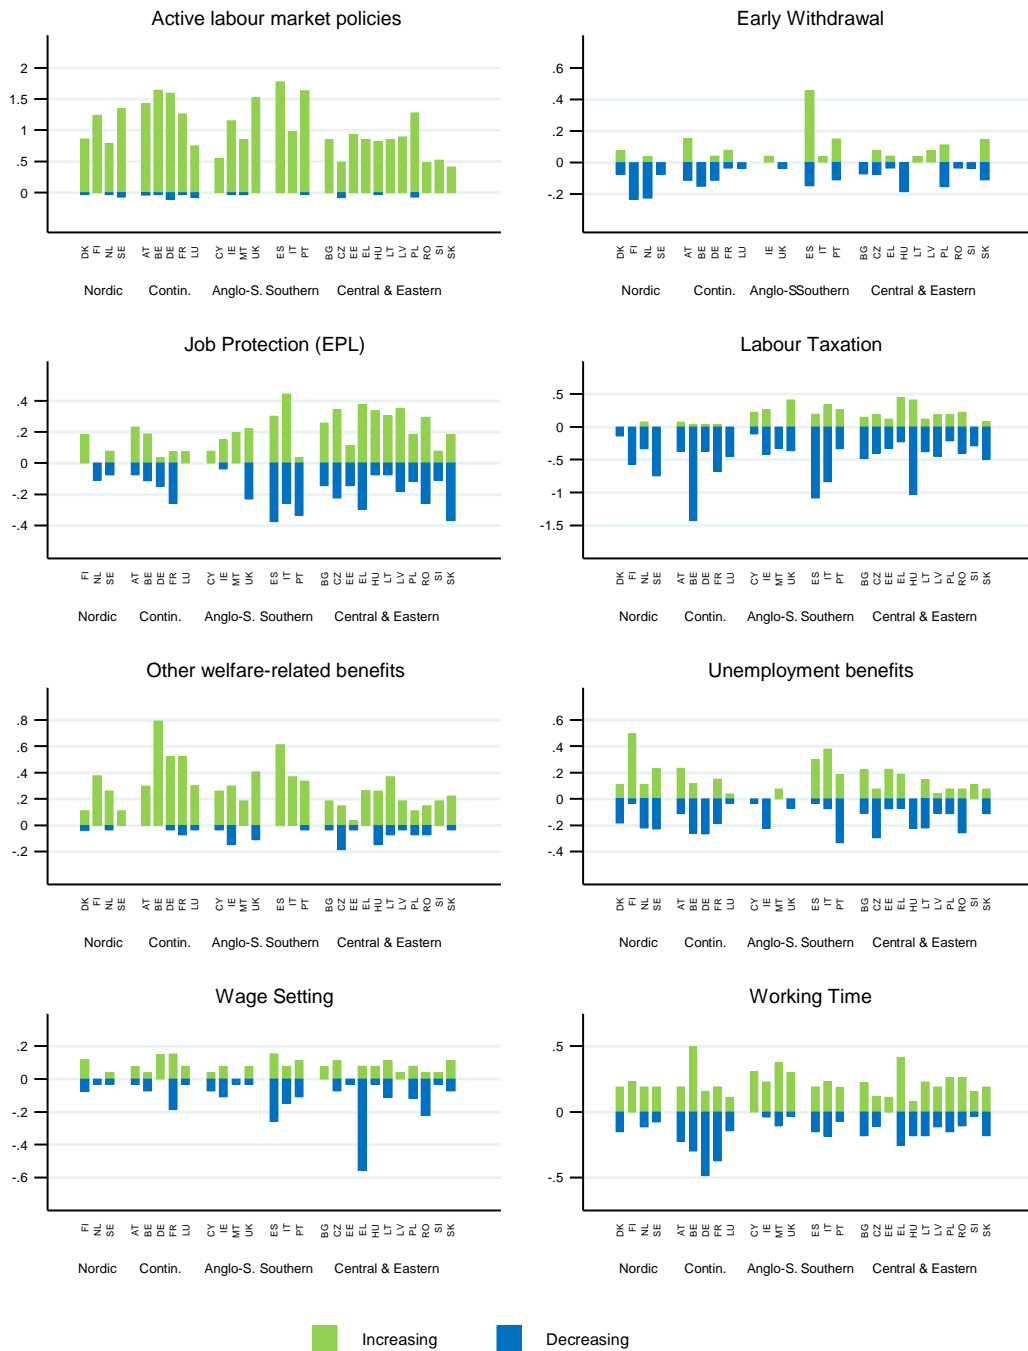 Active labour market policies
2
1.5
1
.5
0
DK FI NL SE AT BE DE FR LU CY IE MT UK ES IT PT BG CZ EE EL HU LT LV PL RO SI SK
Nordic Contin. Anglo-S. Southern Central & Eastern
Early Withdrawal
.6
.4
.2
0
-.2
DK FI NL SE AT BE DE FR LU IE UK ES IT PT BG CZ EL HU LT LV PL RO SI SK
Nordic Contin. Anglo-S. Southern Central & Eastern
Job Protection (EPL)
.4
.2
0
-.2
-.4
FI NL SE AT BE DE FR LU CY IE MT UK ES IT PT BG CZ EE EL HU LT LV PL RO SI SK
Nordic Contin. Anglo-S. Southern Central & Eastern
Labour Taxation
.5
0
-.5
-1
-1.5
DK FI NL SE AT BE DE FR LU CY IE MT UK ES IT PT BG CZ EE EL HU LT LV PL RO SI SK
Nordic Contin. Anglo-S. Southern Central & Eastern
Other welfare-related benefits
.8
.6
.4
.2
0
-.2
DK FI NL SE AT BE DE FR LU CY IE MT UK ES IT PT BG CZ EE EL HU LT LV PL RO SI SK
Nordic Contin. Anglo-S. Southern Central & Eastern
Unemployment benefits
.6
.4
.2
0
-.2
-.4
DK FI NL SE AT BE DE FR LU CY IE MT UK ES IT PT BG CZ EE EL HU LT LV PL RO SI SK
Nordic Contin. Anglo-S. Southern Central & Eastern
Wage Setting
.2
0
-.2
-.4
-.6
FI NL SE AT BE DE FR LU CY IE MT UK ES IT PT BG CZ EE EL HU LT LV PL RO SI SK
Nordic Contin. Anglo-S. Southern Central & Eastern
Working Time
.5
0
-.5
DK FI NL SE AT BE DE FR LU CY IE MT UK ES IT PT BG CZ EE EL HU LT LV PL RO SI SK
Nordic Contin. Anglo-S. Southern Central & Eastern
Increasing Decreasing